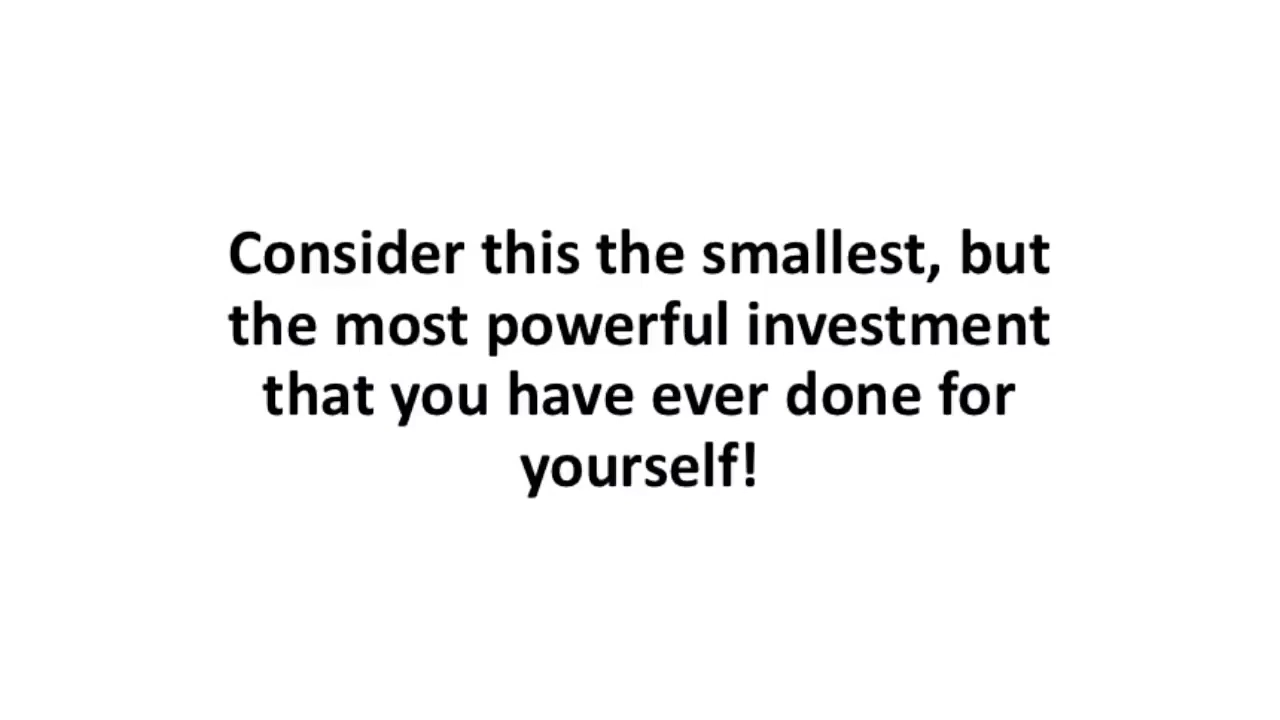 Consider this the smallest, but
the most powerful investment
that you have ever done for
yourself!